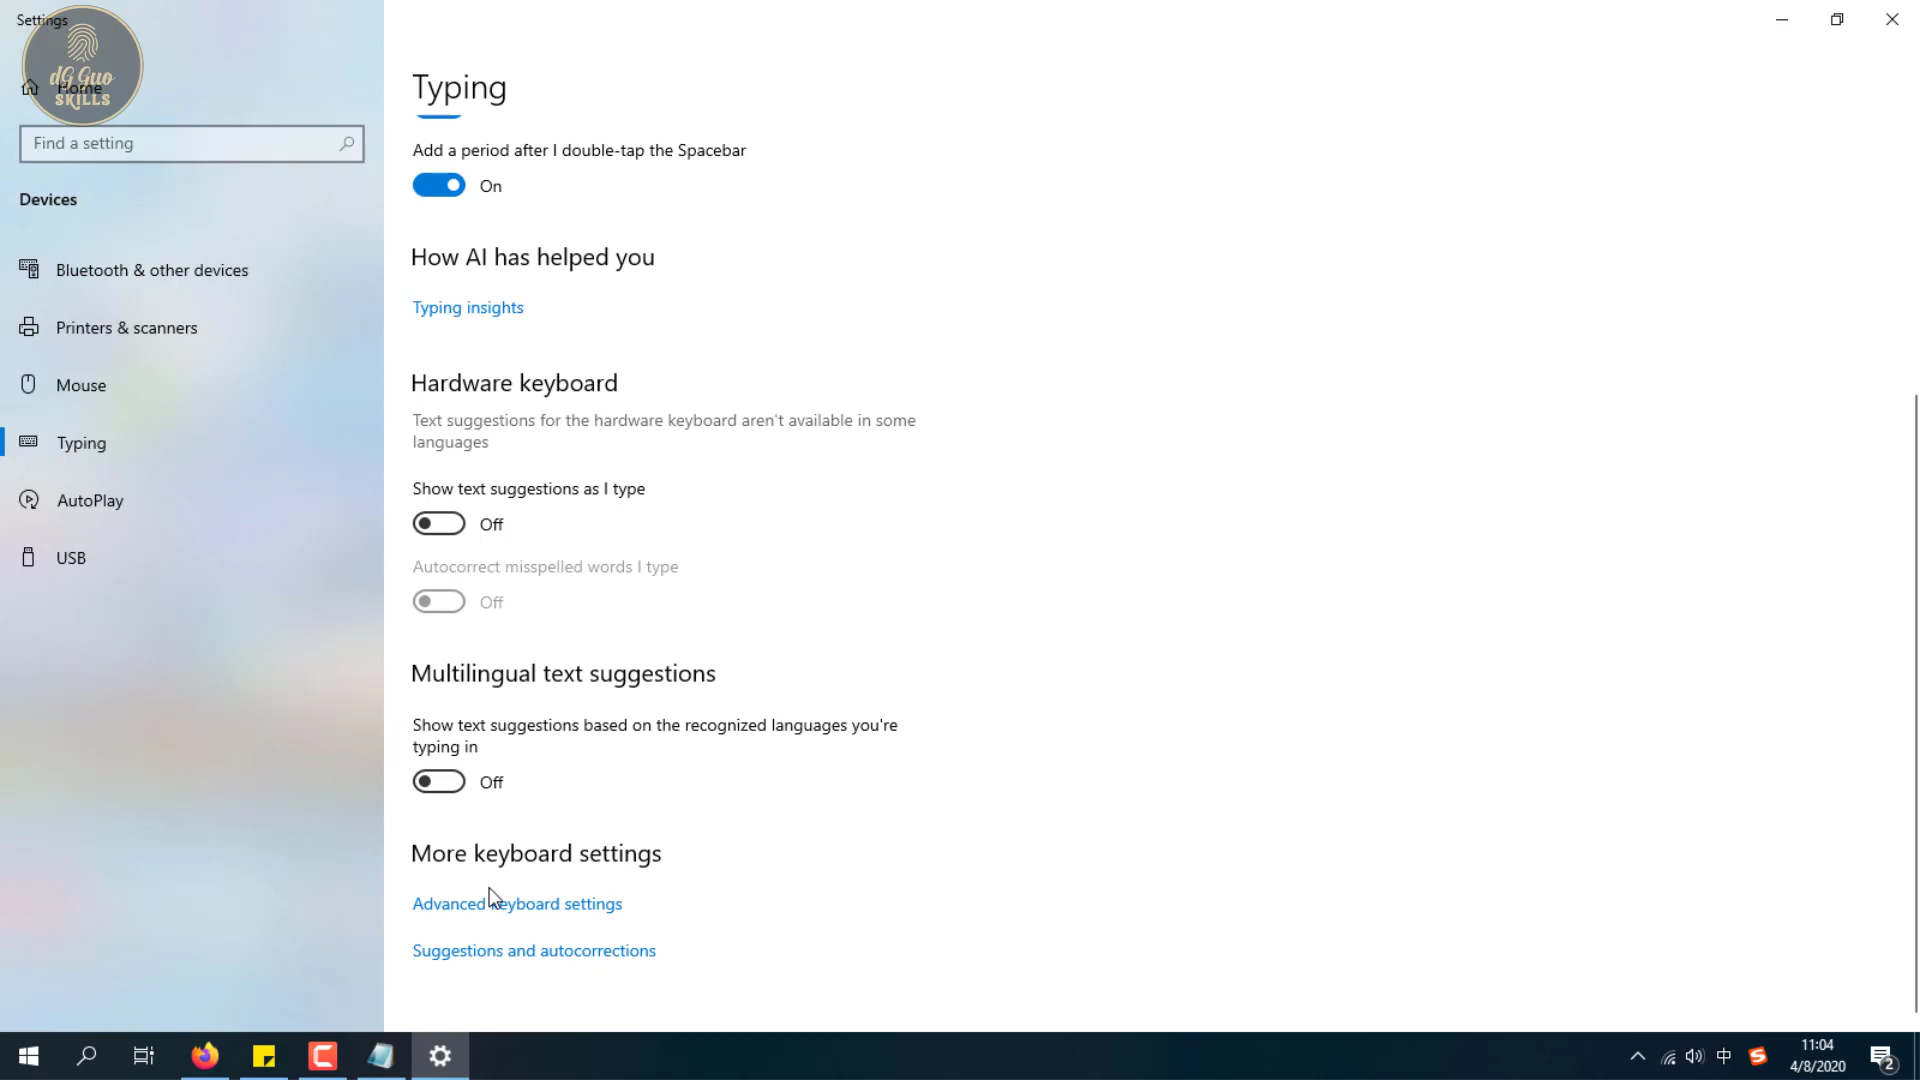 Settings
dG Guo
SKILLS
Home
Find a setting
Devices
Bluetooth & other devices
Printers & scanners
Mouse
Typing
AutoPlay
USB
Typing
Add a period after I double-tap the Spacebar
On
How AI has helped you
Typing insights
Hardware keyboard
Text suggestions for the hardware keyboard aren't available in some
languages
Show text suggestions as I type
Off
Autocorrect misspelled words I type
Off
Multilingual text suggestions
Show text suggestions based on the recognized languages you're
typing in
Off
More keyboard settings
Advanced keyboard settings
Suggestions and autocorrections
中
11:04
4/8/2020
2